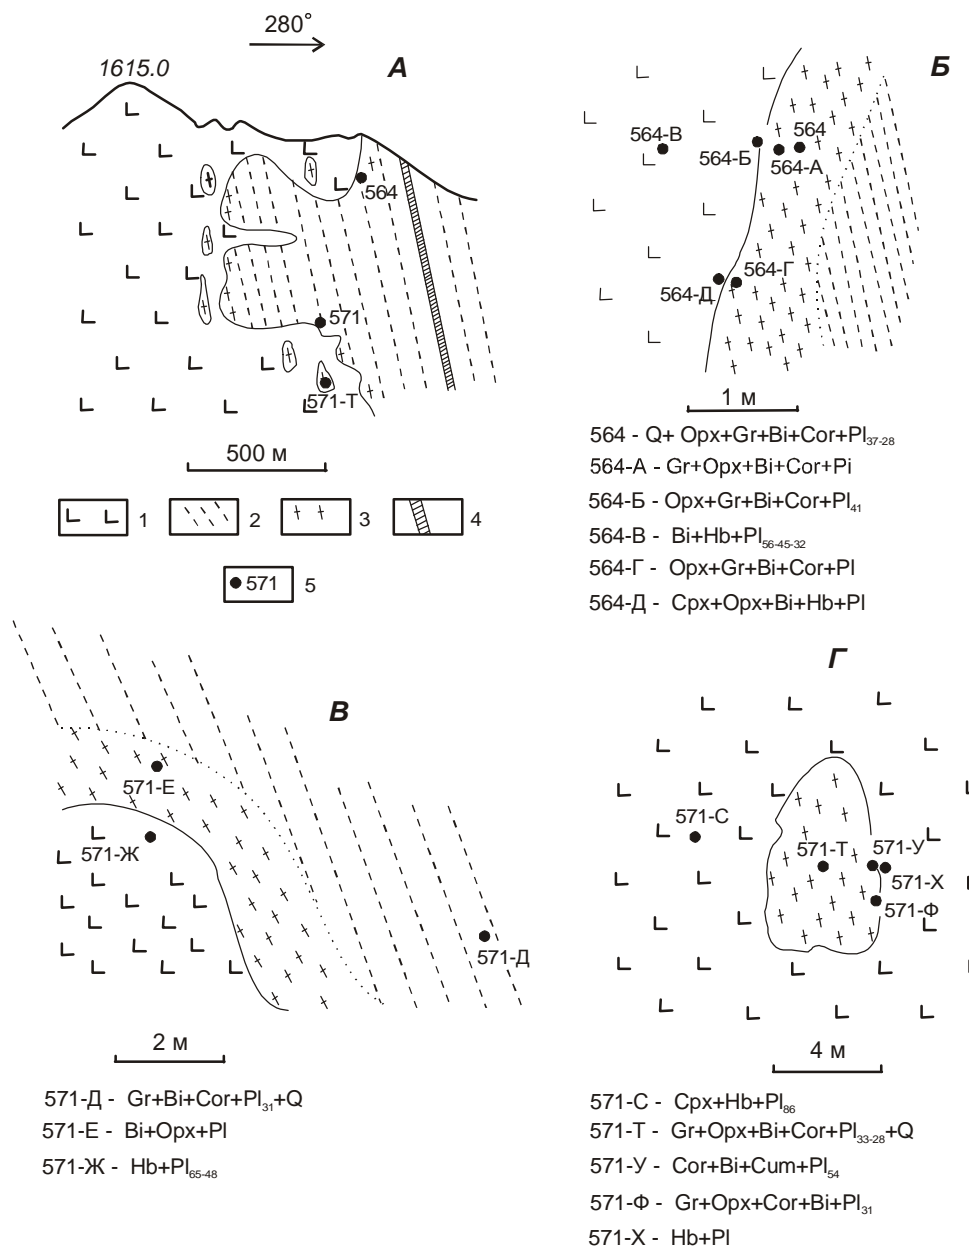 280°
1615.0
А
564
571
571-Т
500 м
1
2
3
4
571
5
Б
564-В
564-Б
564
564-А
564-Г
564-Д
1 м
564 - Q+ Opx+Gr+Bi+Cor+Pl37-28
564-А - Gr+Opx+Bi+Cor+Pi
564-Б - Opx+Gr+Bi+Cor+Pl41
564-В - Bi+Hb+Pl56-45-32
564-Г - Opx+Gr+Bi+Cor+Pl
564-Д - Cpx+Opx+Bi+Hb+Pl
В
571-Е
571-Ж
571-Д
2 м
571-Д - Gr+Bi+Cor+Pl31+Q
571-Е - Bi+Opx+Pl
571-Ж - Hb+Pl65-48
Г
571-С
571-Т
571-У
571-Х
571-Ф
4 м
571-С - Cpx+Hb+Pl86
571-Т - Gr+Opx+Bi+Cor+Pl33-28+Q
571-У - Cor+Bi+Cum+Pl54
571-Ф - Gr+Opx+Cor+Bi+Pl31
571-Х - Hb+Pl